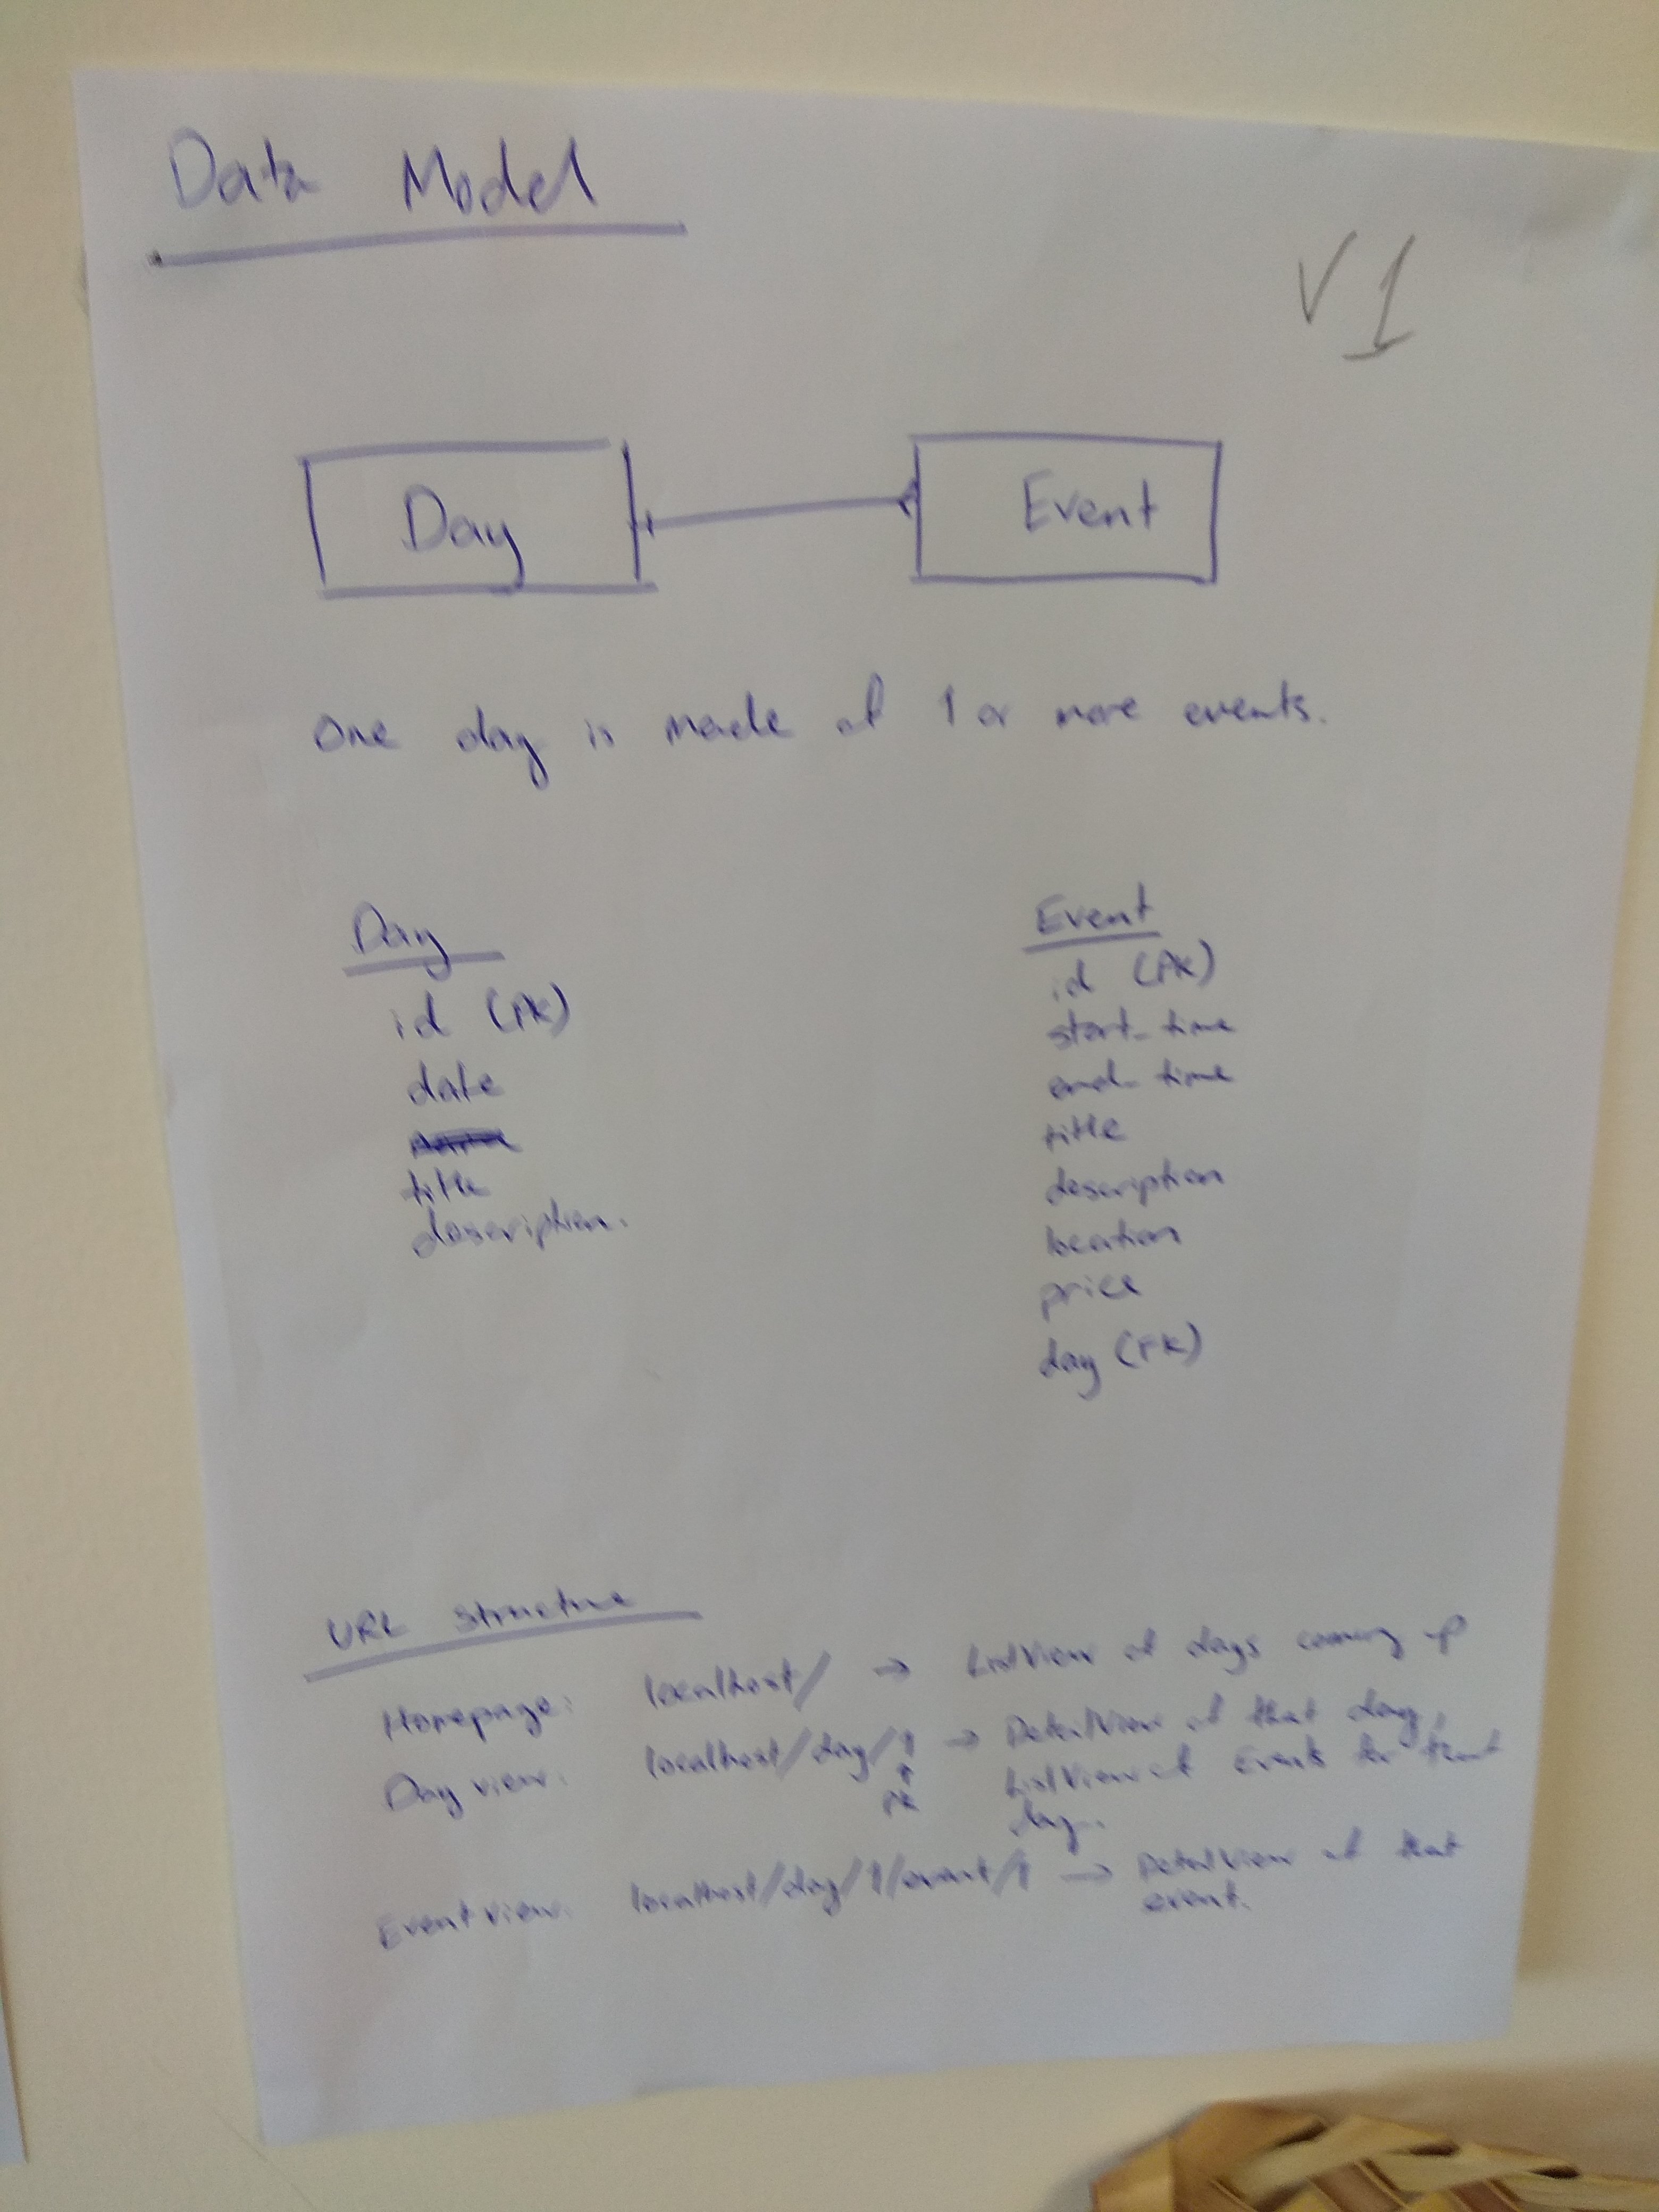 Data Model
V1
Day
Event
One day is made of 1 or more events.
Day
id (PK)
date
title
description.
Event
id (PK)
start_time
end_time
title
description
location
price
day (FK)
URL structure
Homepage: localhost/ → ListView of days coming up
Day view: localhost/day/1 → DetailView of that day,
↑
PK
ListView of Events for that
day.
Event view: localhost/day/1/event/1 → DetailView of that
event.